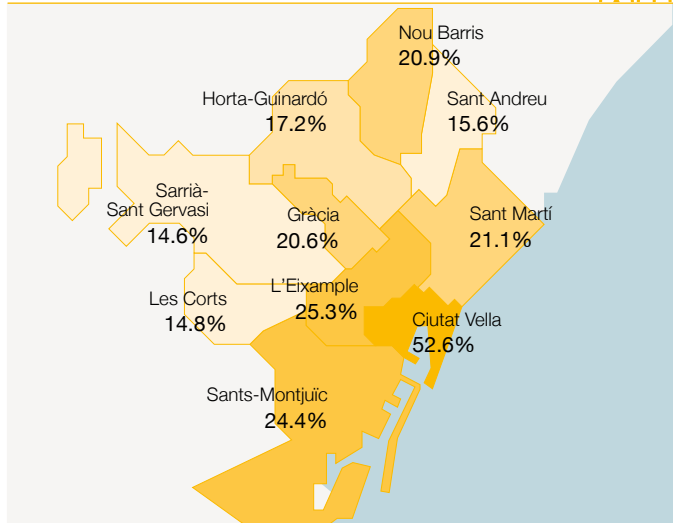 Nou Barris
20.9%
Horta-Guinardó
17.2%
Sant Andreu
15.6%
Sarrià-
Sant Gervasi
14.6%
Gràcia
20.6%
Sant Martí
21.1%
L'Eixample
25.3%
Les Corts
14.8%
Ciutat Vella
52.6%
Sants-Montjuïc
24.4%